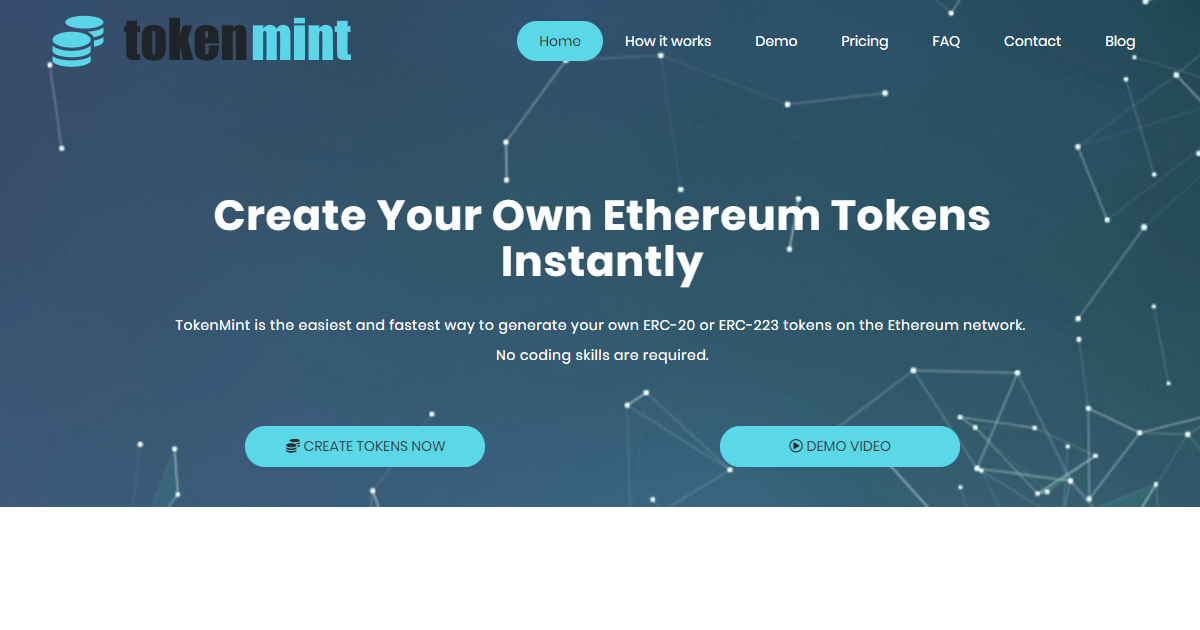 tokenmint
Home How it works Demo Pricing FAQ Contact Blog
Create Your Own Ethereum Tokens
Instantly
TokenMint is the easiest and fastest way to generate your own ERC-20 or ERC-223 tokens on the Ethereum network.
No coding skills are required.
CREATE TOKENS NOW DEMO VIDEO